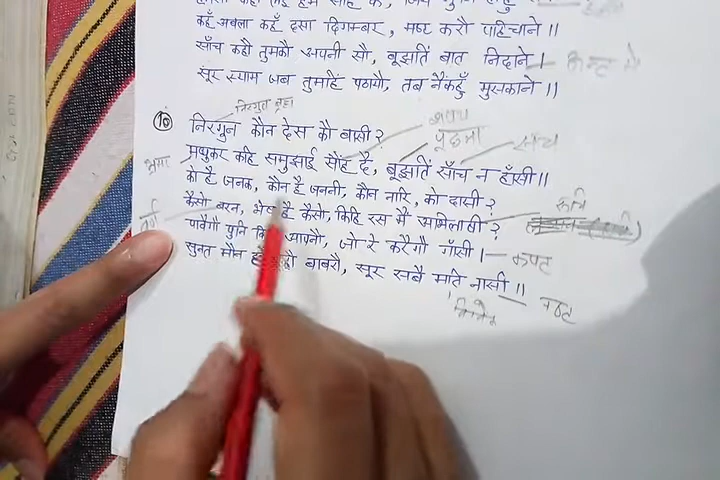 कहँ अबला कहँ दसा दिगम्बर, मष्ट करौ पहिचाने ।।
साँच कहौ तुमकौ अपनी सौ, बूझतिं बात निदाने ।
सूर स्याम जब तुमहिं पठायौ, तब नैंकहुँ मुसकाने ।।
निरगुन ब्रह्म
(10) निरगुन कौन देस कौ बासी ?
शपथ
पूछना
साँच
मधुकर कहि समुझाई सौंह दै, बूझतिं साँच न हाँसी ।।
को है जनक, कौन है जननी, कौन नारि, को दासी ?
कैसो बरन, भेष है कैसो, किहिं रस मैं अभिलाषी ?
पावैगौ पुनि आपनौ, जो रे करैगौ गाँसी ।
कपट
सुनत मौन बाबरौ, सूर सबै मति नासी ।।
नष्ट